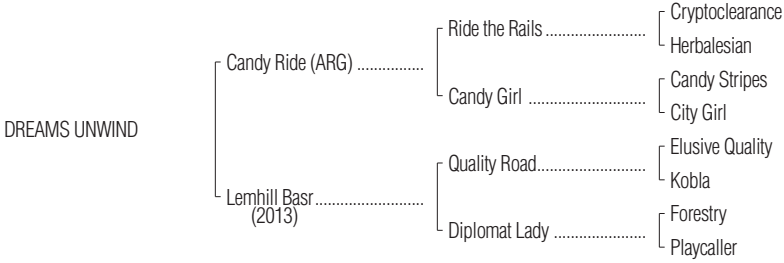 DREAMS UNWIND
Candy Ride (ARG) ................
Lemhill Basr..........................
(2013)
Ride the Rails ........................
Candy Girl ............................
Quality Road..........................
Diplomat Lady ......................
Cryptoclearance
Herbalesian
Candy Stripes
City Girl
Elusive Quality
Kobla
Forestry
Playcaller